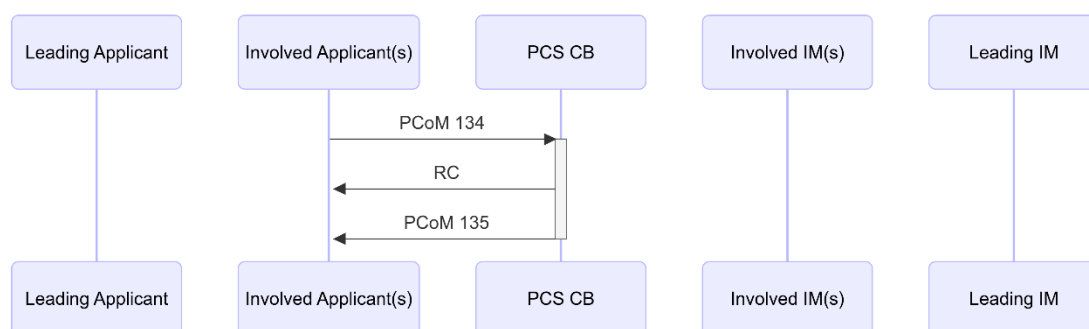 Leading Applicant
Involved Applicant(s)
PCS CB
Involved IM(s)
Leading IM
PCoM 134
RC
PCoM 135
Leading Applicant
Involved Applicant(s)
PCS CB
Involved IM(s)
Leading IM